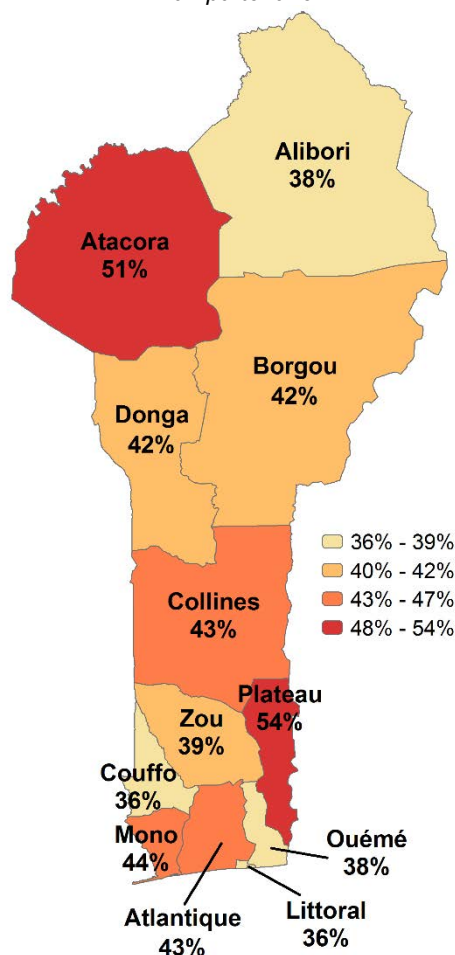 Alibori
38%
Atacora
51%
Borgou
42%
Donga
42%
36% - 39%
40% - 42%
43% - 47%
48% - 54%
Collines
43%
Plateau
54%
Zou
39%
Couffo
36%
Mono
44%
Ouémé
38%
Atlantique
43%
Littoral
36%